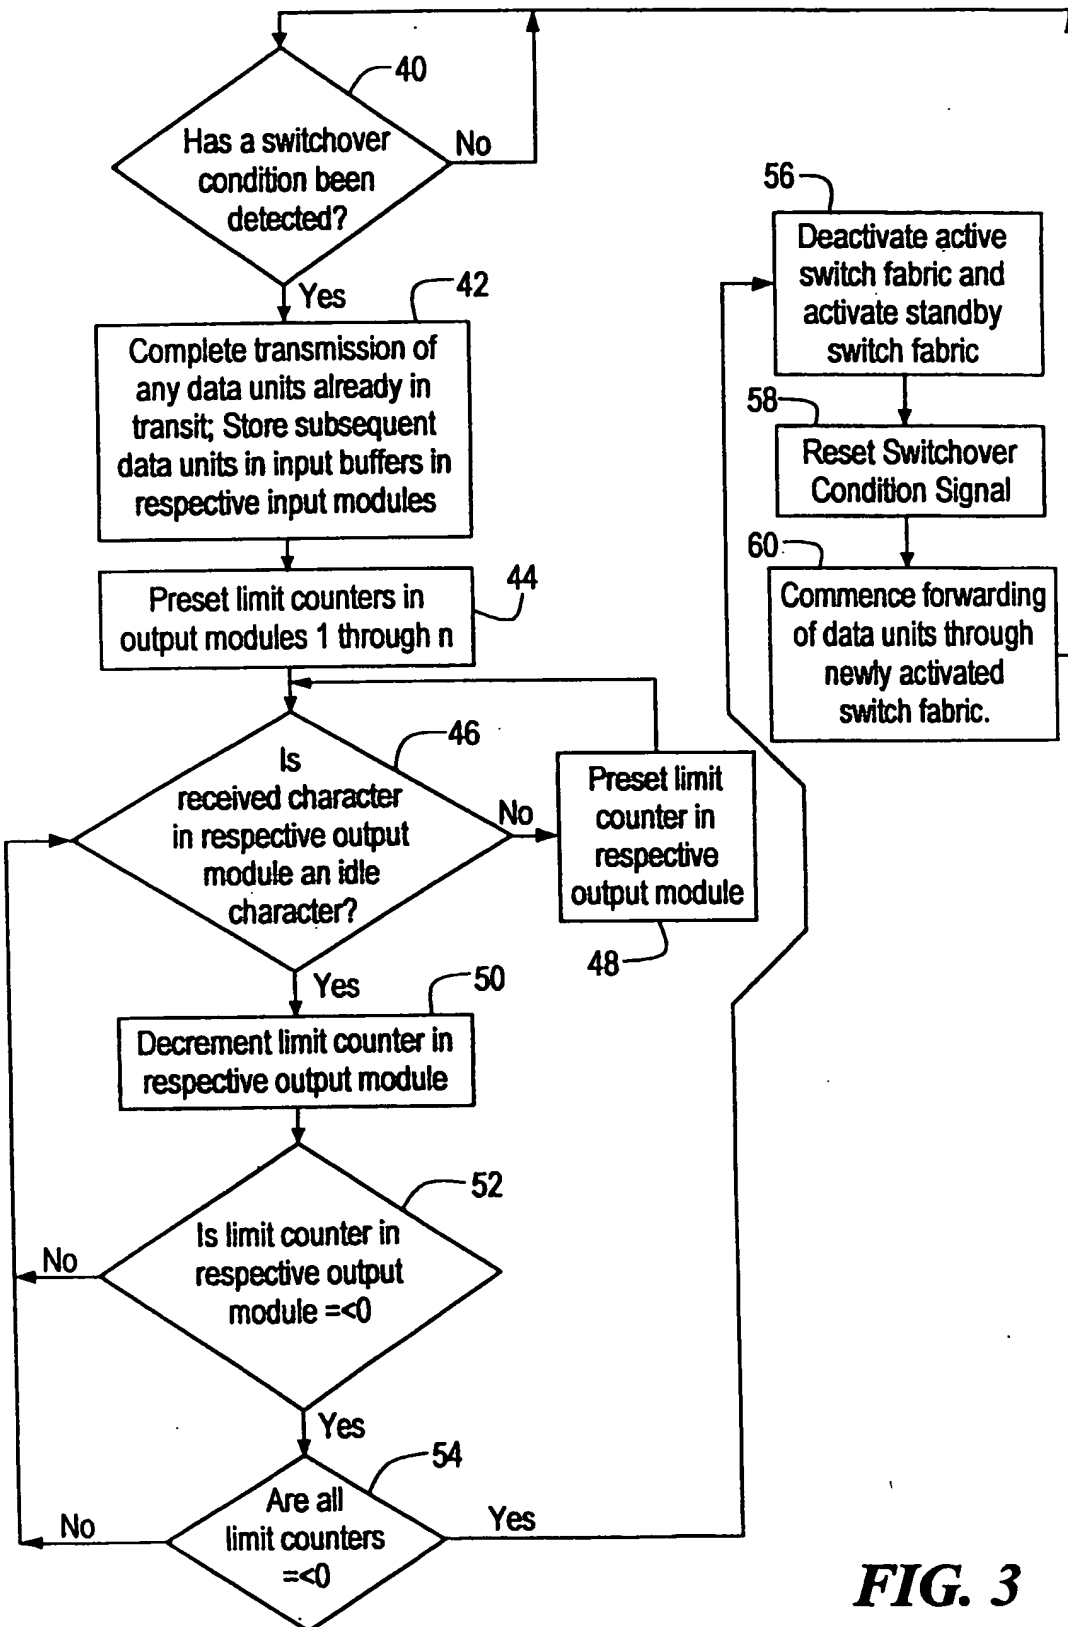 40
Has a switchover
condition been
detected?
No
Yes
42
Complete transmission of
any data units already in
transit; Store subsequent
data units in input buffers in
respective input modules
44
Preset limit counters in
output modules 1 through n
46
Is
received character
in respective output
module an idle
character?
No
Preset limit
counter in
respective
output module
48
Yes
50
Decrement limit counter in
respective output module
52
Is limit counter in
respective output
module =<0
No
Yes
54
Are all
limit counters
=<0
No
Yes
56
Deactivate active
switch fabric and
activate standby
switch fabric
58
Reset Switchover
Condition Signal
60
Commence forwarding
of data units through
newly activated
switch fabric.
FIG. 3